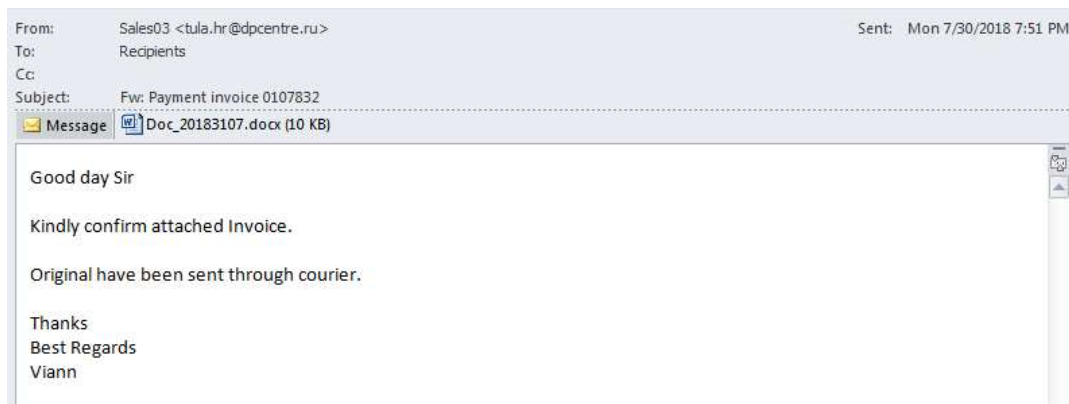 From: Sales03 <tula.hr@dpcentre.ru> Sent: Mon 7/30/2018 7:51 PM
To: Recipients
Cc:
Subject: Fw: Payment invoice 0107832
Message Doc_20183107.docx (10 KB)
Good day Sir
Kindly confirm attached Invoice.
Original have been sent through courier.
Thanks
Best Regards
Viann